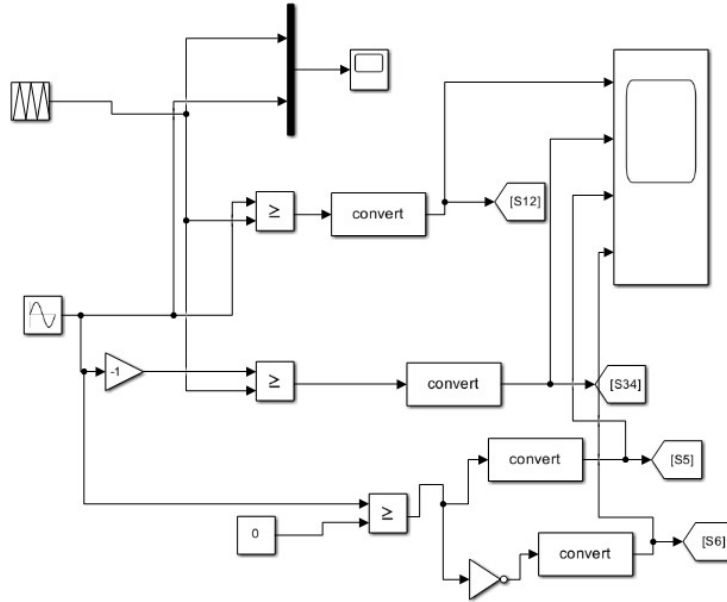 ≥
convert
[S12]
-1
≥
convert
[S34]
convert
[S5]
≥
0
convert
[S6]